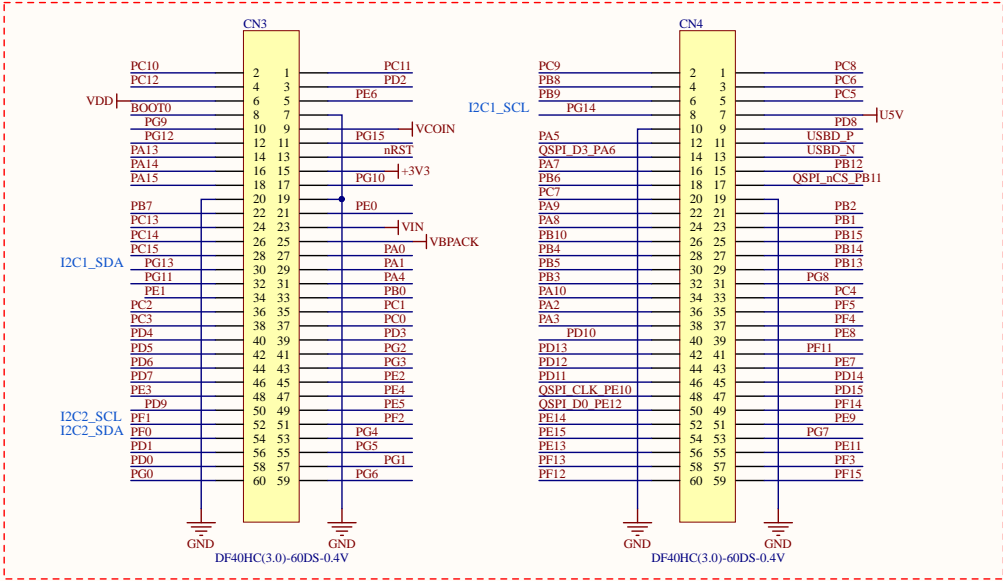 CN3 CN4
PC10 2 1 PC11 PC9 2 1 PC8
PC12 4 3 PD2 PB8 4 3 PC6
VDD 6 5 PE6 PB9 6 5 PC5
BOOT0 8 7 I2C1_SCL PG14 8 7 U5V
PG9 10 9 VCOIN 10 9 PD8
PG12 12 11 PG15 PA5 12 11 USBD_P
PA13 14 13 nRST QSPI_D3_PA6 14 13 USBD_N
PA14 16 15 +3V3 PA7 16 15 PB12
PA15 18 17 PG10 PB6 18 17 QSPI_nCS_PB11
20 19 PC7 20 19
PB7 22 21 PE0 PA9 22 21 PB2
PC13 24 23 VIN PA8 24 23 PB1
PC14 26 25 VBPACK PB10 26 25 PB15
PC15 28 27 PA0 PB4 28 27 PB14
I2C1_SDA PG13 30 29 PA1 PB5 30 29 PB13
PG11 32 31 PA4 PB3 32 31 PG8
PE1 34 33 PB0 PA10 34 33 PC4
PC2 36 35 PC1 PA2 36 35 PF5
PC3 38 37 PC0 PA3 38 37 PF4
PD4 40 39 PD3 PD10 40 39 PE8
PD5 42 41 PG2 PD13 42 41 PF11
PD6 44 43 PG3 PD12 44 43 PE7
PD7 46 45 PE2 PD11 46 45 PD14
PE3 48 47 PE4 QSPI_CLK_PE10 48 47 PD15
PD9 50 49 PE5 QSPI_D0_PE12 50 49 PF14
I2C2_SCL PF1 52 51 PF2 PE14 52 51 PE9
I2C2_SDA PF0 54 53 PG4 PE15 54 53 PG7
PD1 56 55 PG5 PE13 56 55 PE11
PD0 58 57 PG1 PF13 58 57 PF3
PG0 60 59 PG6 PF12 60 59 PF15
GND GND GND GND
DF40HC(3.0)-60DS-0.4V DF40HC(3.0)-60DS-0.4V